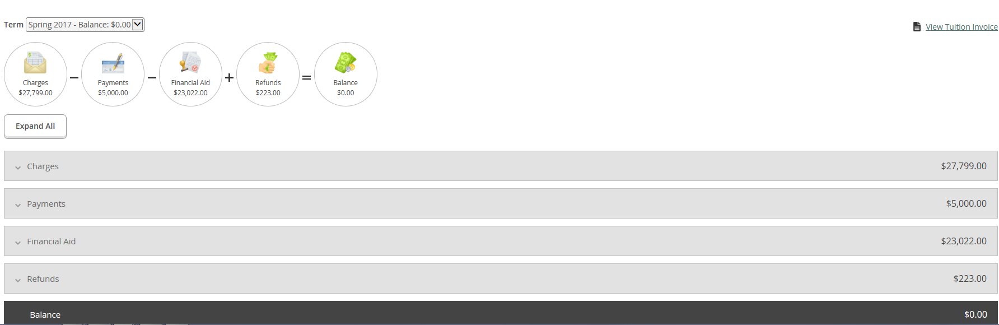 Term Spring 2017 - Balance: $0.00
View Tuition Invoice
Charges
$27,799.00
−
Payments
$5,000.00
−
Financial Aid
$23,022.00
+
Refunds
$223.00
=
Balance
$0.00
Expand All
Charges $27,799.00
Payments $5,000.00
Financial Aid $23,022.00
Refunds $223.00
Balance $0.00